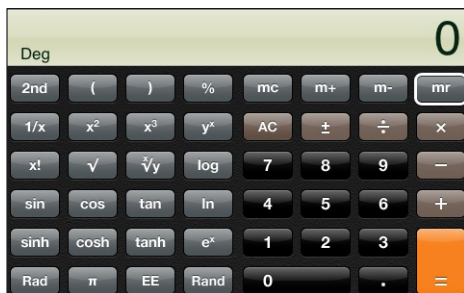 0
Deg
2nd ( ) % mc m+ m- mr
1/x x² x³ yˣ AC ± ÷ ×
x! √ ˣ√y log 7 8 9 −
sin cos tan ln 4 5 6 +
sinh cosh tanh eˣ 1 2 3
Rad π EE Rand 0 . =